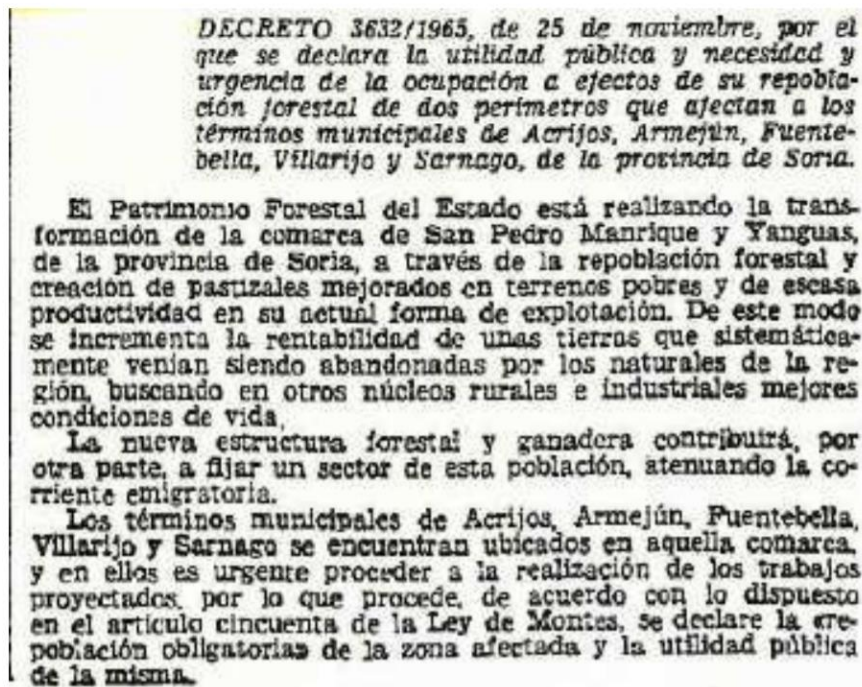 DECRETO 3632/1965, de 25 de noviembre, por el
que se declara la utilidad pública y necesidad y
urgencia de la ocupación a efectos de su repobla-
ción forestal de dos perímetros que afectan a los
términos municipales de Acrijos, Armejún, Fuente-
bella, Villarijo y Sarnago, de la provincia de Soria.
El Patrimonio Forestal del Estado está realizando la trans-
formación de la comarca de San Pedro Manrique y Yanguas,
de la provincia de Soria, a través de la repoblación forestal y
creación de pastizales mejorados en terrenos pobres y de escasa
productividad en su actual forma de explotación. De este modo
se incrementa la rentabilidad de unas tierras que sistemática-
mente venían siendo abandonadas por los naturales de la re-
gión, buscando en otros núcleos rurales e industriales mejores
condiciones de vida.
La nueva estructura forestal y ganadera contribuirá, por
otra parte, a fijar un sector de esta población, atenuando la co-
rriente emigratoria.
Los términos municipales de Acrijos, Armejún, Fuentebella,
Villarijo y Sarnago se encuentran ubicados en aquella comarca,
y en ellos es urgente proceder a la realización de los trabajos
proyectados, por lo que procede, de acuerdo con lo dispuesto
en el artículo cincuenta de la Ley de Montes, se declare la «re-
población obligatoria» de la zona afectada y la utilidad pública
de la misma.